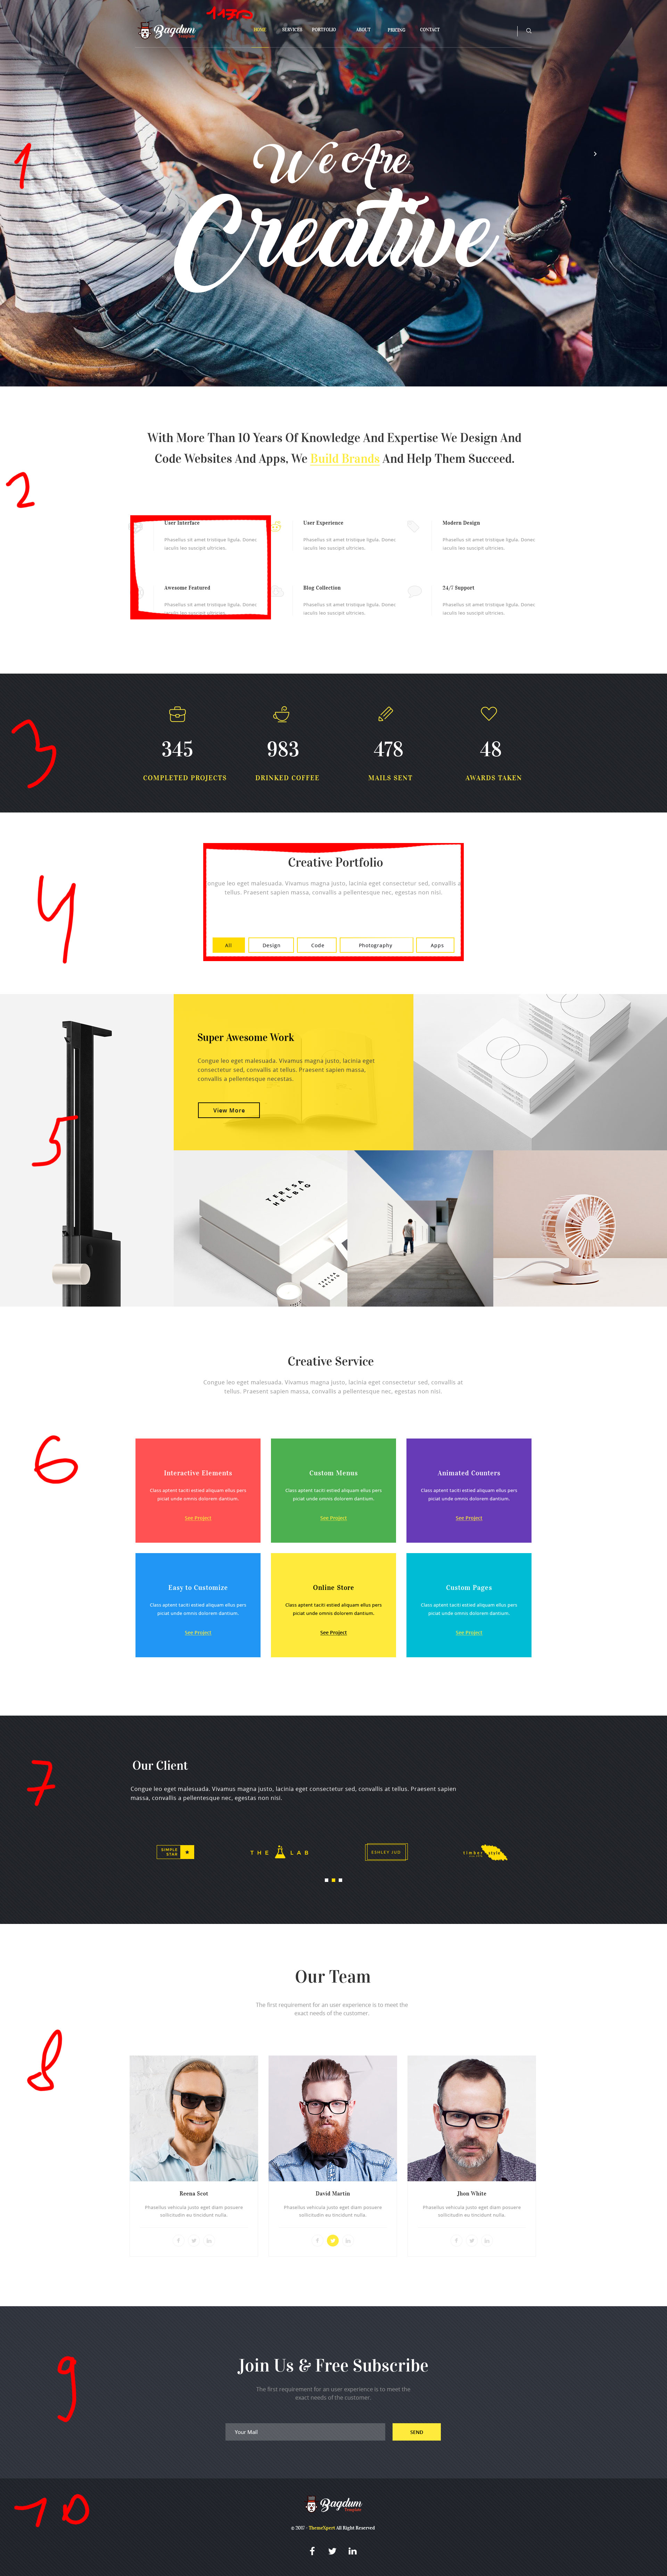 1170
Bagdum
Template
HOME SERVICES PORTFOLIO ABOUT PRICING CONTACT
1
We Are
Creative
2
With More Than 10 Years Of Knowledge And Expertise We Design And
Code Websites And Apps, We Build Brands And Help Them Succeed.
User Interface
Phasellus sit amet tristique ligula. Donec
iaculis leo suscipit ultricies.
User Experience
Phasellus sit amet tristique ligula. Donec
iaculis leo suscipit ultricies.
Modern Design
Phasellus sit amet tristique ligula. Donec
iaculis leo suscipit ultricies.
Awesome Featured
Phasellus sit amet tristique ligula. Donec
iaculis leo suscipit ultricies.
Blog Collection
Phasellus sit amet tristique ligula. Donec
iaculis leo suscipit ultricies.
24/7 Support
Phasellus sit amet tristique ligula. Donec
iaculis leo suscipit ultricies.
3
345 983 478 48
COMPLETED PROJECTS DRINKED COFFEE MAILS SENT AWARDS TAKEN
4
Creative Portfolio
ongue leo eget malesuada. Vivamus magna justo, lacinia eget consectetur sed, convallis a
tellus. Praesent sapien massa, convallis a pellentesque nec, egestas non nisi.
All Design Code Photography Apps
5
Super Awesome Work
Congue leo eget malesuada. Vivamus magna justo, lacinia eget
consectetur sed, convallis at tellus. Praesent sapien massa,
convallis a pellentesque necestas.
View More
TERESA
HELBIG
TERESA
HELBIG
Creative Service
Congue leo eget malesuada. Vivamus magna justo, lacinia eget consectetur sed, convallis at
tellus. Praesent sapien massa, convallis a pellentesque nec, egestas non nisi.
6
Interactive Elements
Class aptent taciti estied aliquam ellus pers
piciat unde omnis dolorem dantium.
See Project
Custom Menus
Class aptent taciti estied aliquam ellus pers
piciat unde omnis dolorem dantium.
See Project
Animated Counters
Class aptent taciti estied aliquam ellus pers
piciat unde omnis dolorem dantium.
See Project
Easy to Customize
Class aptent taciti estied aliquam ellus pers
piciat unde omnis dolorem dantium.
See Project
Online Store
Class aptent taciti estied aliquam ellus pers
piciat unde omnis dolorem dantium.
See Project
Custom Pages
Class aptent taciti estied aliquam ellus pers
piciat unde omnis dolorem dantium.
See Project
7
Our Client
Congue leo eget malesuada. Vivamus magna justo, lacinia eget consectetur sed, convallis at tellus. Praesent sapien
massa, convallis a pellentesque nec, egestas non nisi.
SIMPLE
STAR
THE LAB
ESHLEY JUD
timber style
Our Team
The first requirement for an user experience is to meet the
exact needs of the customer.
8
Reena Scot
Phasellus vehicula justo eget diam posuere
sollicitudin eu tincidunt nulla.
David Martin
Phasellus vehicula justo eget diam posuere
sollicitudin eu tincidunt nulla.
Jhon White
Phasellus vehicula justo eget diam posuere
sollicitudin eu tincidunt nulla.
9
Join Us & Free Subscribe
The first requirement for an user experience is to meet the
exact needs of the customer.
Your Mail SEND
10
Bagdum
Template
© 2017 - ThemeXpert All Right Reserved